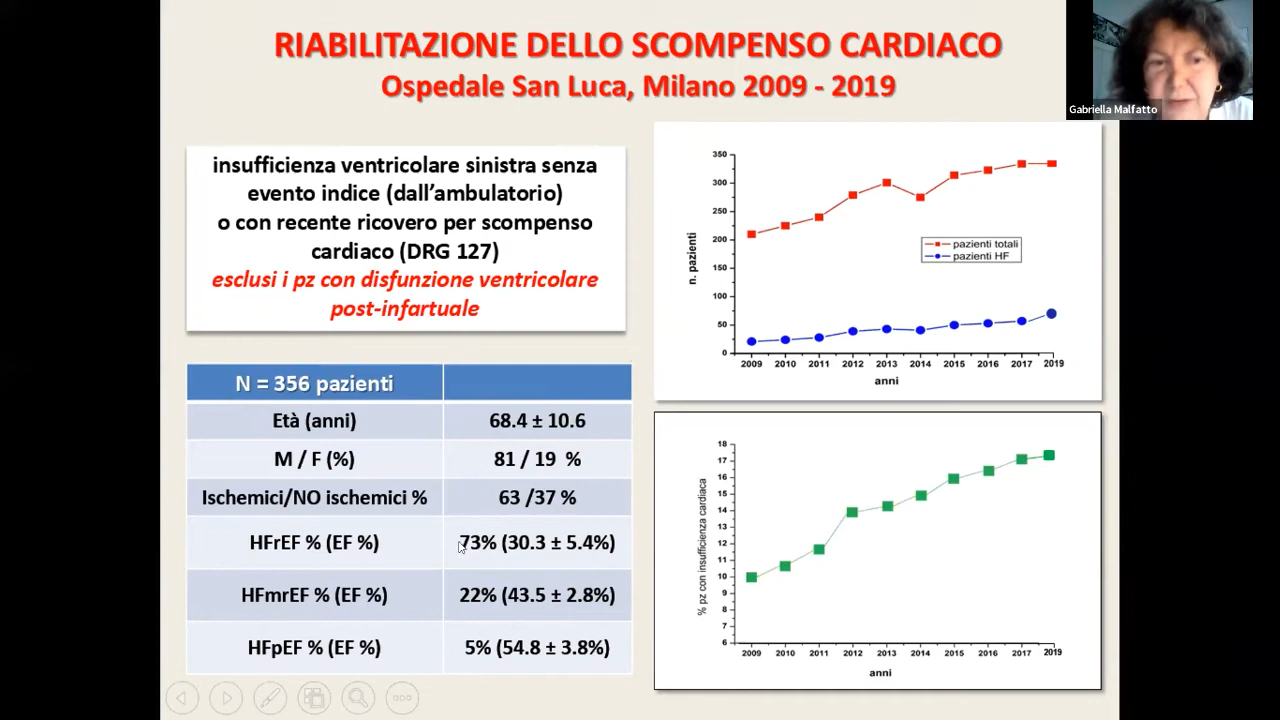 RIABILITAZIONE DELLO SCOMPENSO CARDIACO
Ospedale San Luca, Milano 2009 - 2019
Gabriella Malfatto
insufficienza ventricolare sinistra senza
evento indice (dall'ambulatorio)
o con recente ricovero per scompenso
cardiaco (DRG 127)
esclusi i pz con disfunzione ventricolare
post-infartuale
N = 356 pazienti
Età (anni) 68.4 ± 10.6
M / F (%) 81 / 19 %
Ischemici/NO ischemici % 63 /37 %
HFrEF % (EF %) 73% (30.3 ± 5.4%)
HFmrEF % (EF %) 22% (43.5 ± 2.8%)
HFpEF % (EF %) 5% (54.8 ± 3.8%)
n. pazienti
350
300
250
200
150
100
50
0
pazienti totali
pazienti HF
2009 2010 2011 2012 2013 2014 2015 2016 2017 2019
anni
% pz con insufficienza cardiaca
18
17
16
15
14
13
12
11
10
9
8
7
6
2009 2010 2011 2012 2013 2014 2015 2016 2017 2019
anni